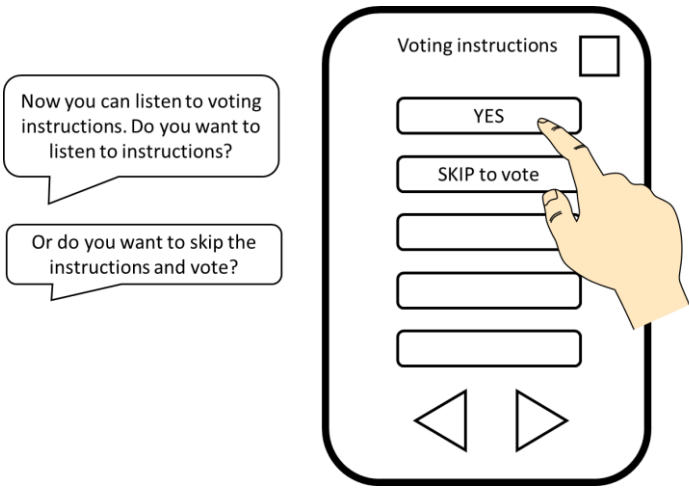 Voting instructions
Now you can listen to voting
instructions. Do you want to
listen to instructions?
YES
SKIP to vote
Or do you want to skip the
instructions and vote?